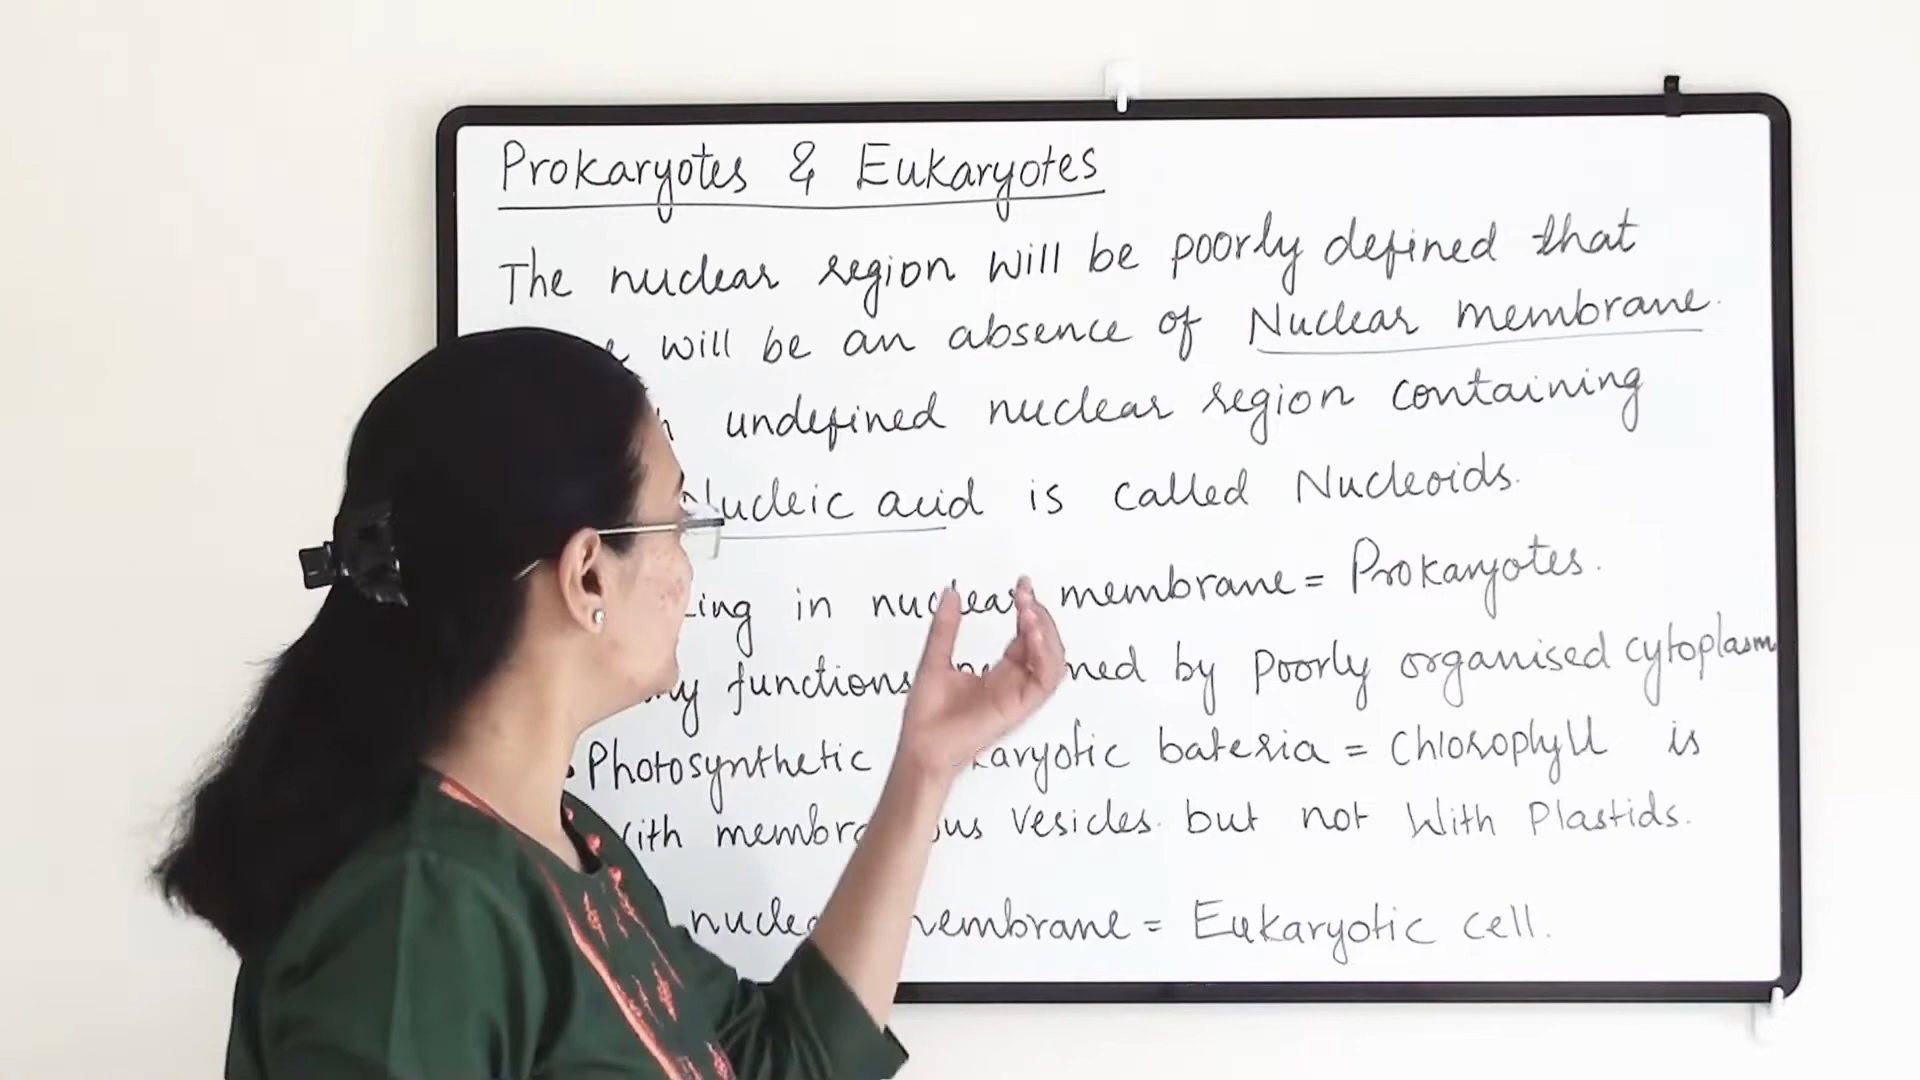 Prokaryotes & Eukaryotes
The nuclear region will be poorly defined that
will be an absence of Nuclear membrane.
undefined nuclear region containing
Nucleic acid is called Nucleoids.
in nuclear membrane = Prokaryotes.
functions by Poorly organised cytoplasm
• Photosynthetic bateria = Chlorophyll is
vesicles but not With Plastids.
membrane = Eukaryotic cell.